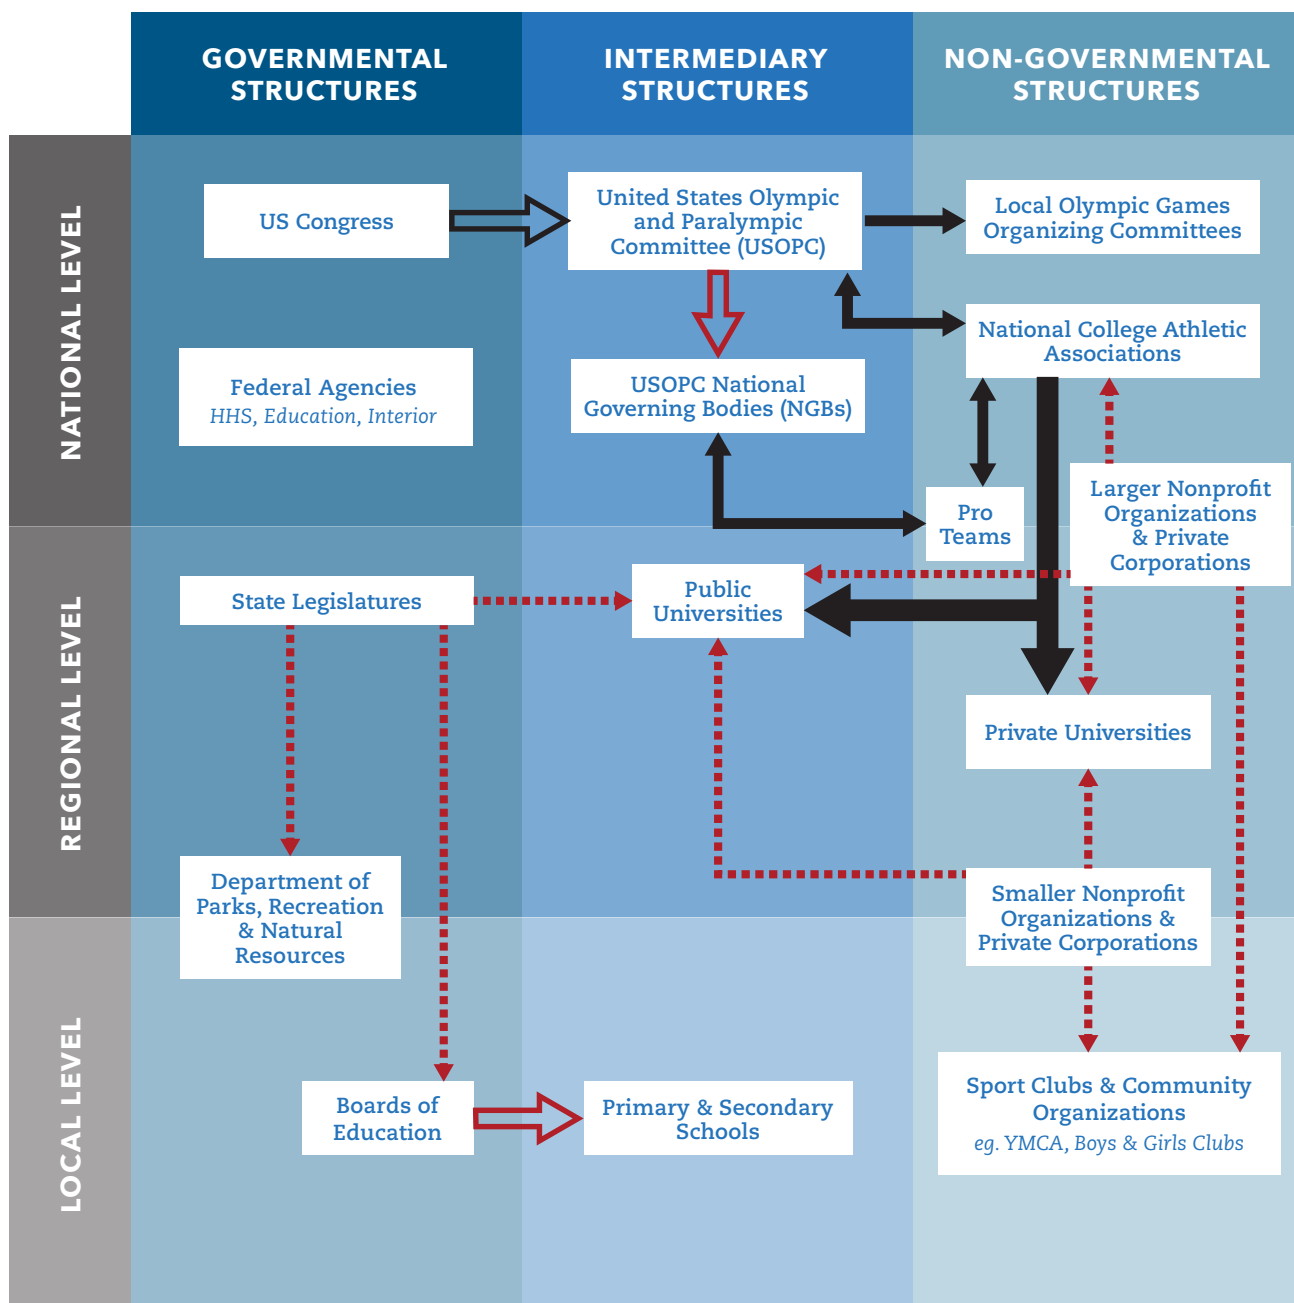 GOVERNMENTAL
STRUCTURES
INTERMEDIARY
STRUCTURES
NON-GOVERNMENTAL
STRUCTURES
NATIONAL LEVEL
US Congress
United States Olympic
and Paralympic
Committee (USOPC)
Local Olympic Games
Organizing Committees
National College Athletic
Associations
Federal Agencies
HHS, Education, Interior
USOPC National
Governing Bodies (NGBs)
Pro
Teams
Larger Nonprofit
Organizations
& Private
Corporations
REGIONAL LEVEL
State Legislatures
Public
Universities
Private Universities
Department of
Parks, Recreation
& Natural
Resources
Smaller Nonprofit
Organizations &
Private Corporations
LOCAL LEVEL
Boards of
Education
Primary & Secondary
Schools
Sport Clubs & Community
Organizations
eg. YMCA, Boys & Girls Clubs